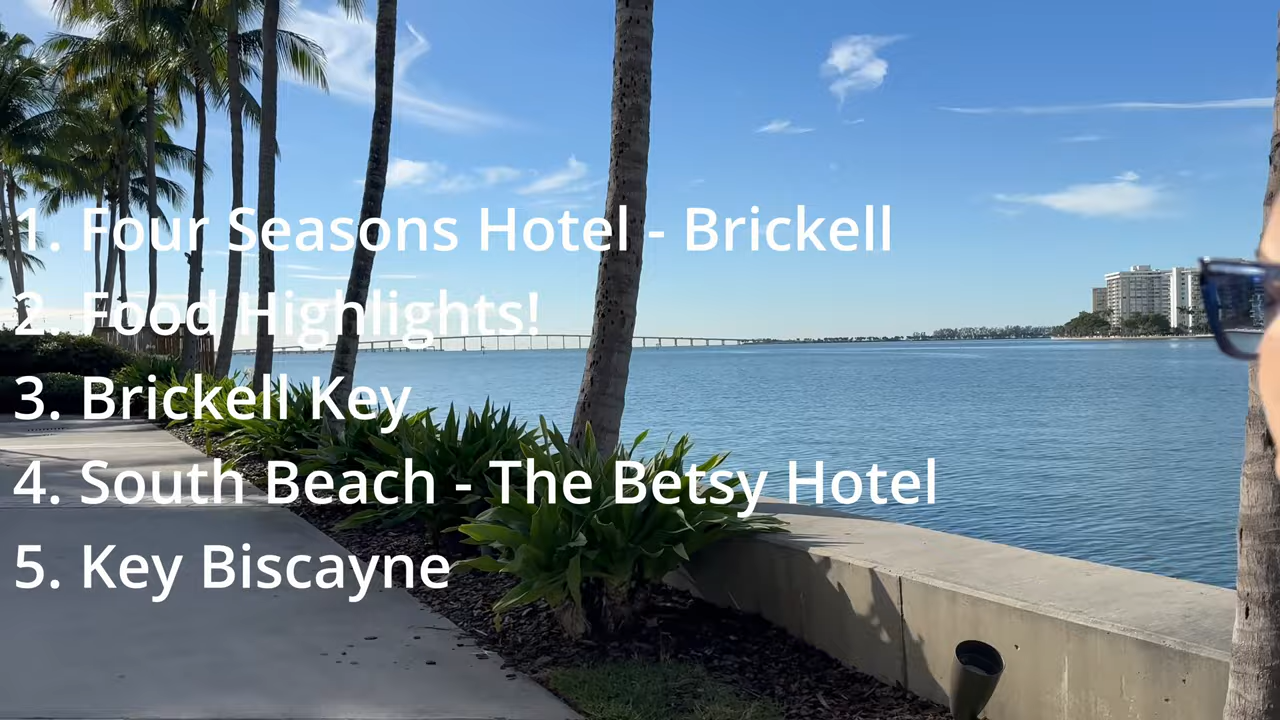 1. Four Seasons Hotel - Brickell
2. Food Highlights!
3. Brickell Key
4. South Beach - The Betsy Hotel
5. Key Biscayne